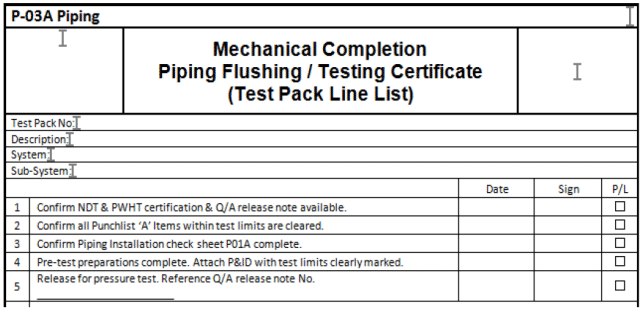 P-03A Piping
Mechanical Completion
Piping Flushing / Testing Certificate
(Test Pack Line List)
Test Pack No:
Description:
System:
Sub-System:
Date Sign P/L
1 Confirm NDT & PWHT certification & Q/A release note available.
2 Confirm all Punchlist ‘A’ Items within test limits are cleared.
3 Confirm Piping Installation check sheet P01A complete.
4 Pre-test preparations complete. Attach P&ID with test limits clearly marked.
5 Release for pressure test. Reference Q/A release note No.